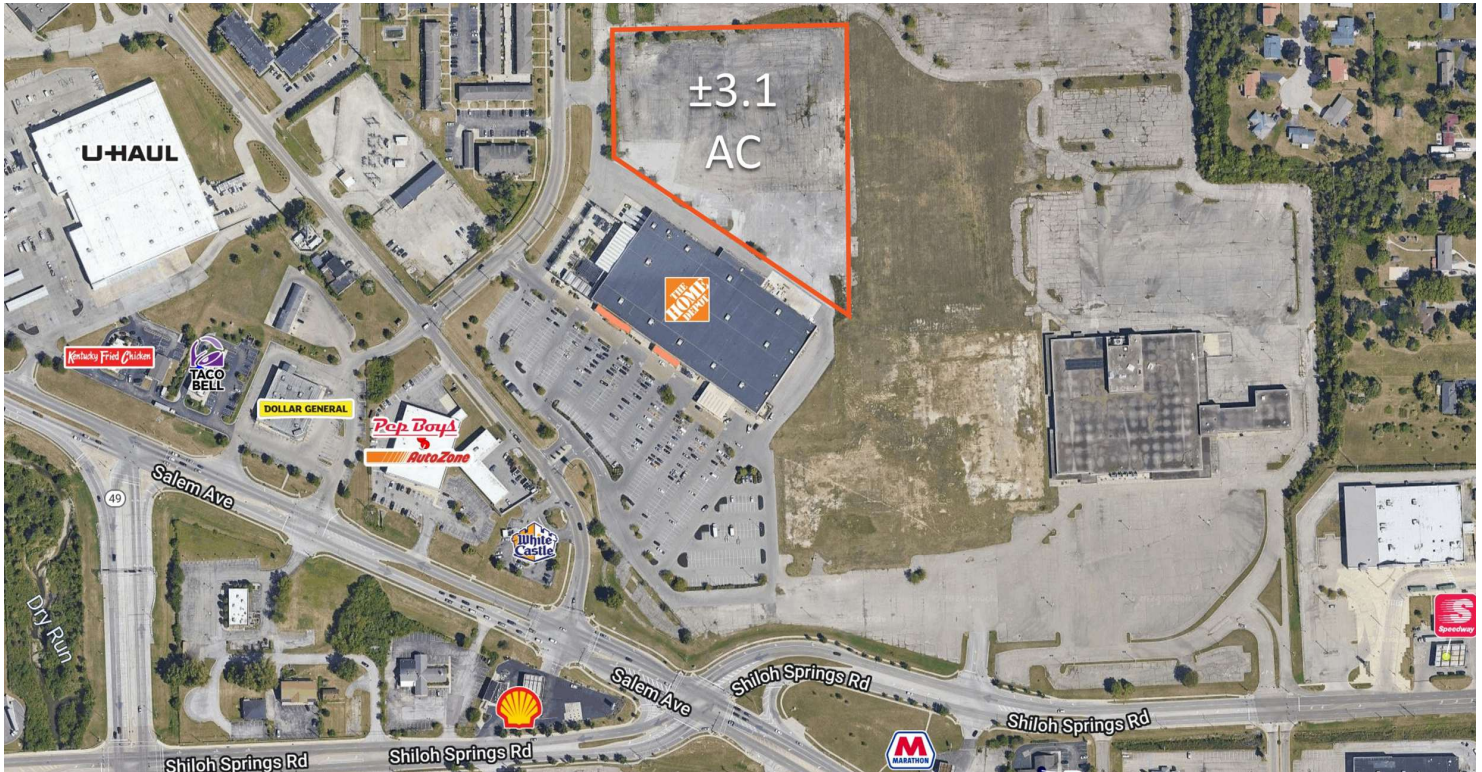 ±3.1
AC
U-HAUL
THE
HOME
DEPOT
Kentucky Fried Chicken
TACO
BELL
DOLLAR GENERAL
Pep Boys
AutoZone
49
Salem Ave
White
Castle
Dry Run
Speedway
Salem Ave
Shiloh Springs Rd
Shiloh Springs Rd
M
MARATHON
Shiloh Springs Rd
Shiloh Springs Rd